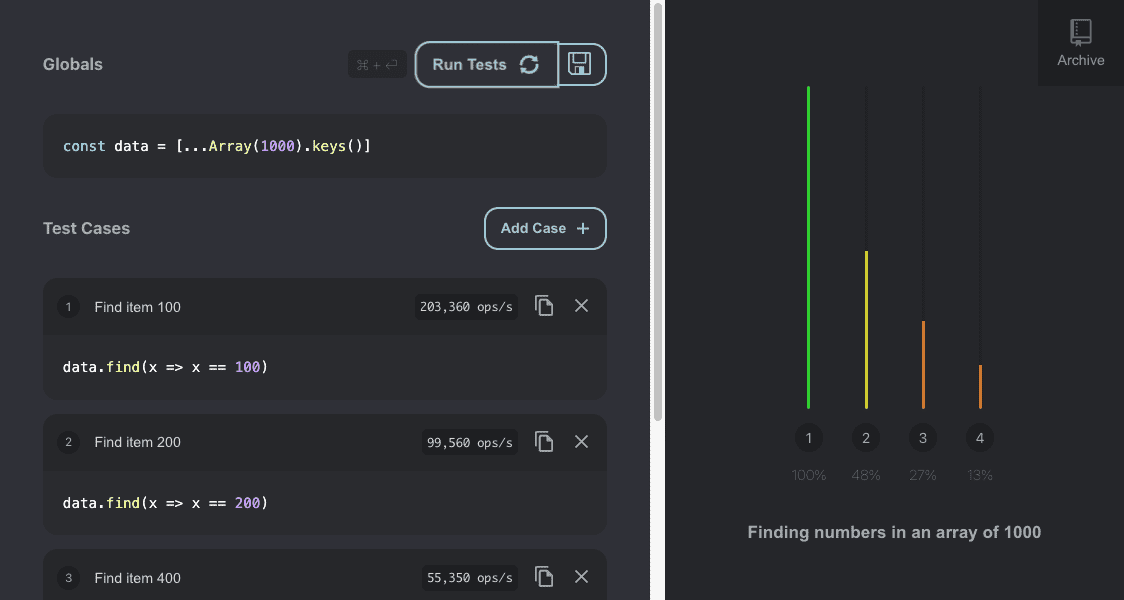 Globals
⌘ + ⏎
Run Tests
const data = [...Array(1000).keys()]
Test Cases
Add Case +
1 Find item 100 203,360 ops/s
data.find(x => x == 100)
2 Find item 200 99,560 ops/s
data.find(x => x == 200)
3 Find item 400 55,350 ops/s
Archive
1 2 3 4
100% 48% 27% 13%
Finding numbers in an array of 1000